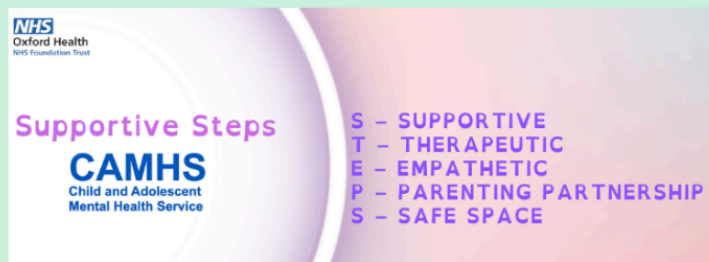 NHS
Oxford Health
NHS Foundation Trust
Supportive Steps
CAMHS
Child and Adolescent
Mental Health Service
S – SUPPORTIVE
T – THERAPEUTIC
E – EMPATHETIC
P – PARENTING PARTNERSHIP
S – SAFE SPACE